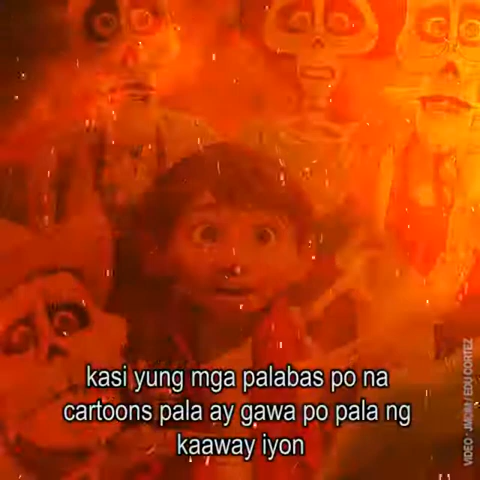 kasi yung mga palabas po na
cartoons pala ay gawa po pala ng
kaaway iyon
VIDEO · JMCIM / EDU CORTEZ